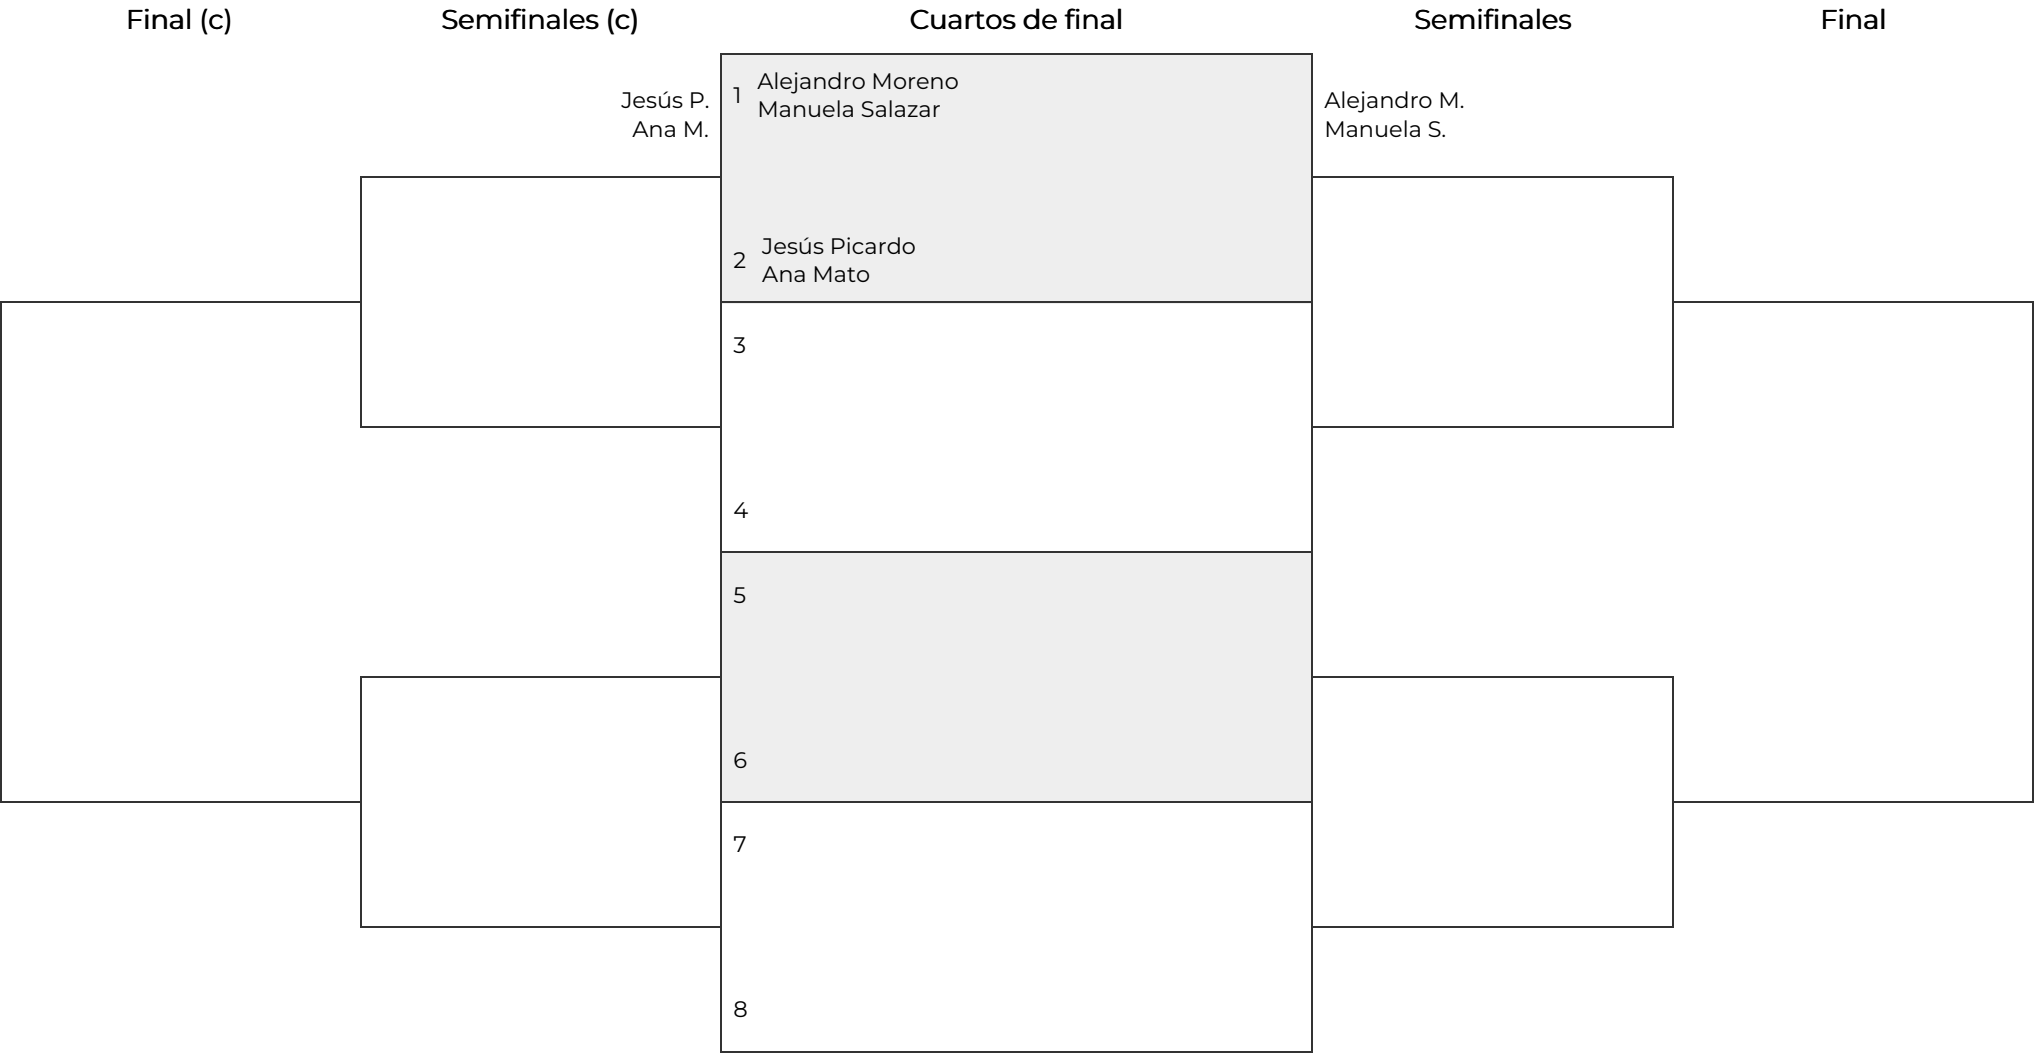 Final (c)
Semifinales (c)
Cuartos de final
Semifinales
Final
Jesús P.
Ana M.
1
Alejandro Moreno
Manuela Salazar
Alejandro M.
Manuela S.
2
Jesús Picardo
Ana Mato
3
4
5
6
7
8